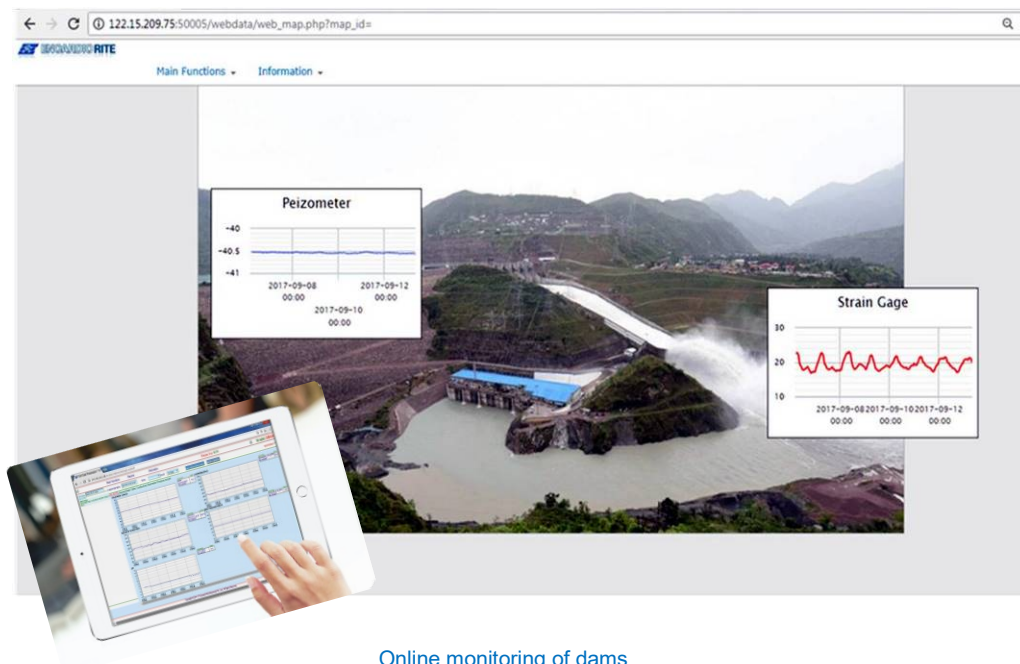 122.15.209.75:50005/webdata/web_map.php?map_id=
ENCARDIO RITE
Main Functions Information
Peizometer
-40
-40.5
-41
2017-09-08
00:00
2017-09-12
00:00
2017-09-10
00:00
Strain Gage
30
20
10
2017-09-08 2017-09-10 2017-09-12
00:00 00:00 00:00
Online monitoring of dams